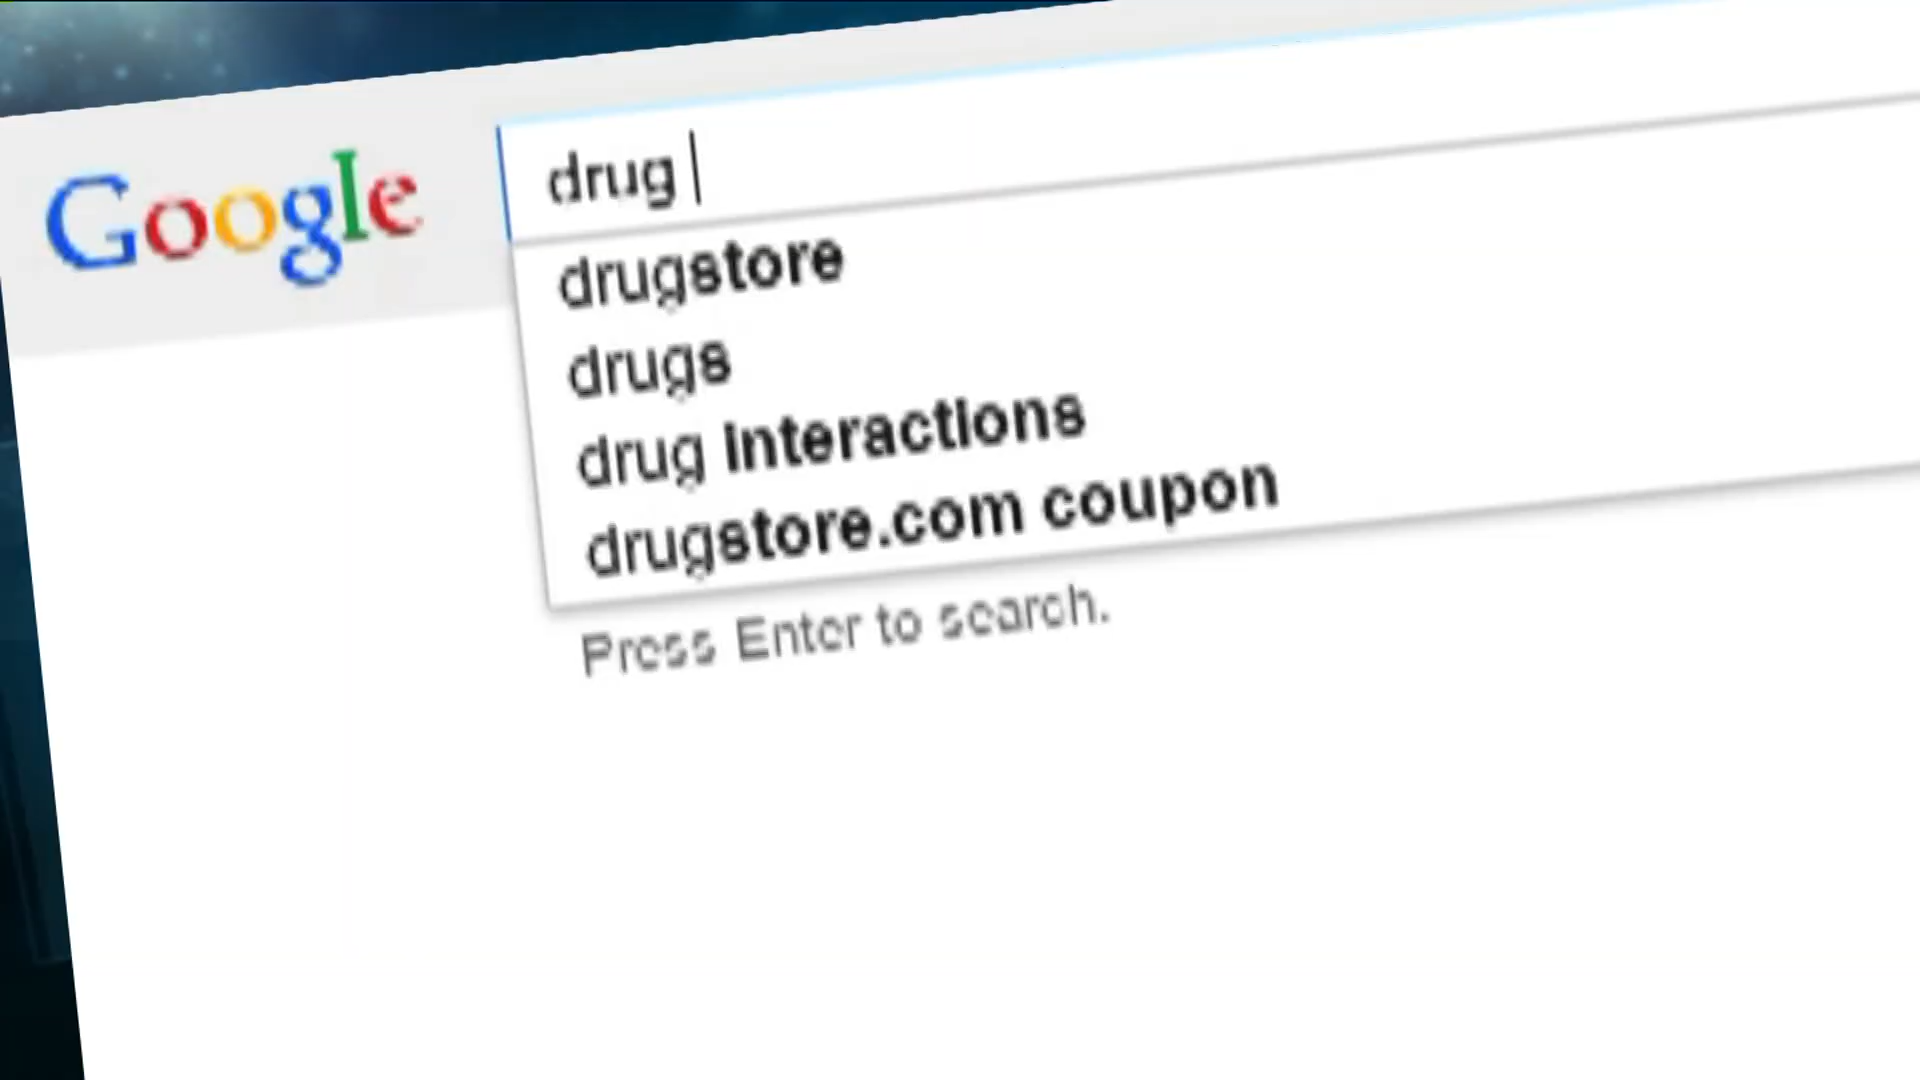 Google
drug
drugstore
drugs
drug interactions
drugstore.com coupon
Press Enter to search.